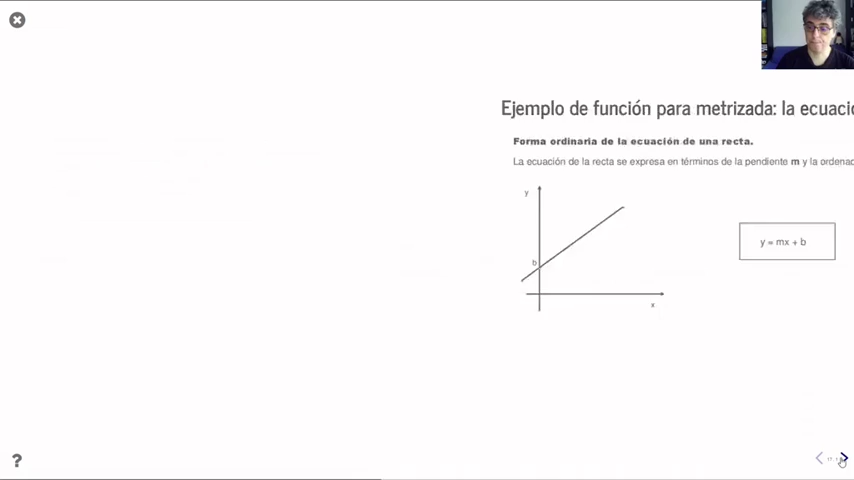 Ejemplo de función para metrizada: la ecuació
Forma ordinaria de la ecuación de una recta.
La ecuación de la recta se expresa en términos de la pendiente m y la ordenad
y
b
y = mx + b
x
?